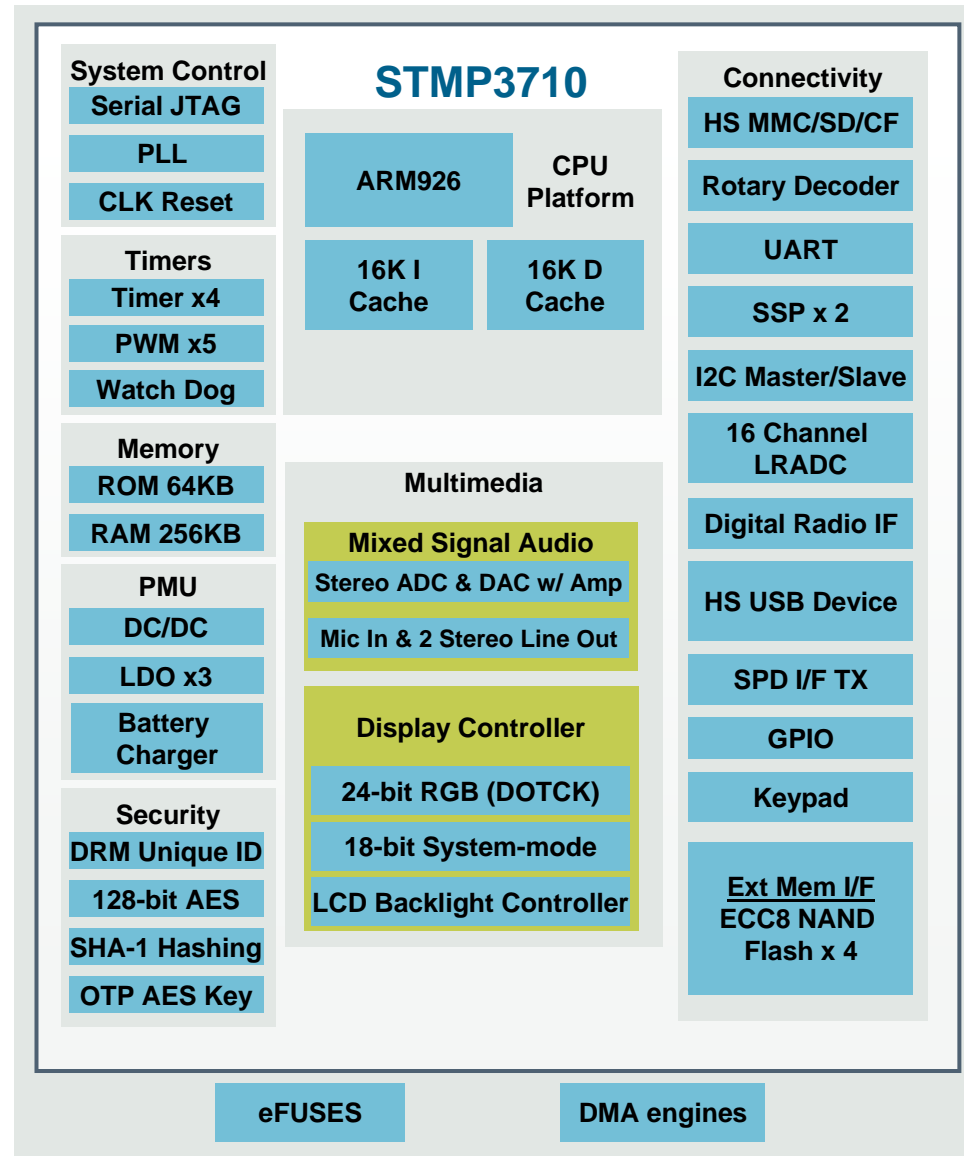 System Control
Serial JTAG
PLL
CLK Reset
Timers
Timer x4
PWM x5
Watch Dog
Memory
ROM 64KB
RAM 256KB
PMU
DC/DC
LDO x3
Battery
Charger
Security
DRM Unique ID
128-bit AES
SHA-1 Hashing
OTP AES Key
STMP3710
ARM926
CPU
Platform
16K I
Cache
16K D
Cache
Multimedia
Mixed Signal Audio
Stereo ADC & DAC w/ Amp
Mic In & 2 Stereo Line Out
Display Controller
24-bit RGB (DOTCK)
18-bit System-mode
LCD Backlight Controller
Connectivity
HS MMC/SD/CF
Rotary Decoder
UART
SSP x 2
I2C Master/Slave
16 Channel
LRADC
Digital Radio IF
HS USB Device
SPD I/F TX
GPIO
Keypad
Ext Mem I/F
ECC8 NAND
Flash x 4
eFUSES
DMA engines